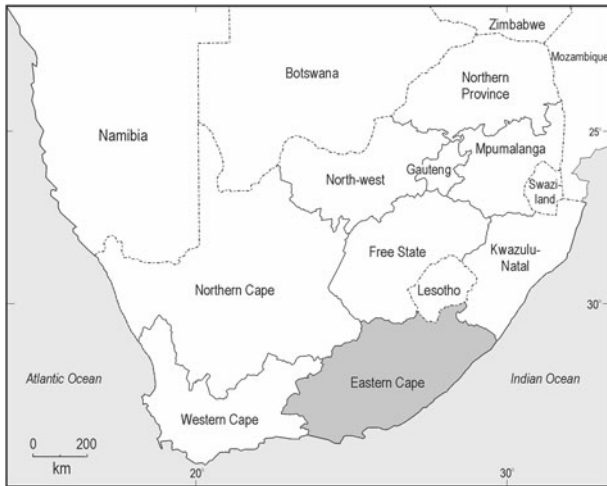 Zimbabwe
Mozambique
Botswana
Northern
Province
25'
Namibia
Mpumalanga
Gauteng
North-west
Swazi-
land
Free State
Kwazulu-
Natal
Northern Cape
Lesotho
30'
Atlantic Ocean
Eastern Cape
Indian Ocean
Western Cape
0 200
km
20'
30'